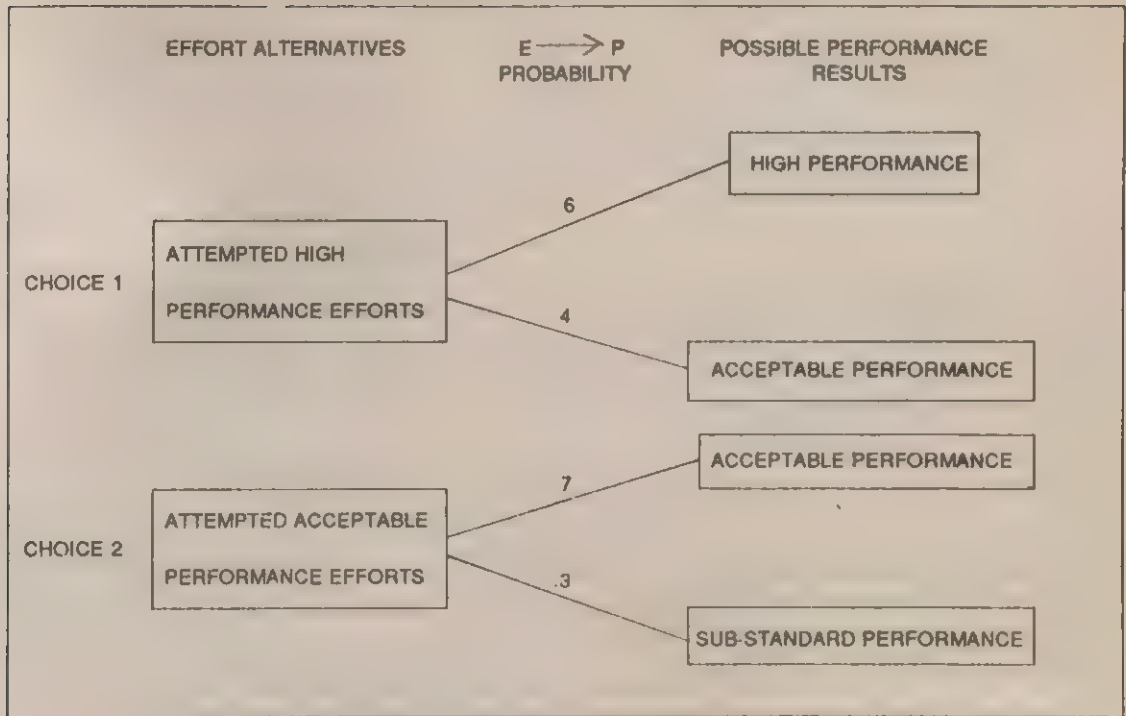 EFFORT ALTERNATIVES
E → P
PROBABILITY
POSSIBLE PERFORMANCE
RESULTS
HIGH PERFORMANCE
6
CHOICE 1
ATTEMPTED HIGH
PERFORMANCE EFFORTS
4
ACCEPTABLE PERFORMANCE
ACCEPTABLE PERFORMANCE
7
CHOICE 2
ATTEMPTED ACCEPTABLE
PERFORMANCE EFFORTS
.3
SUB-STANDARD PERFORMANCE